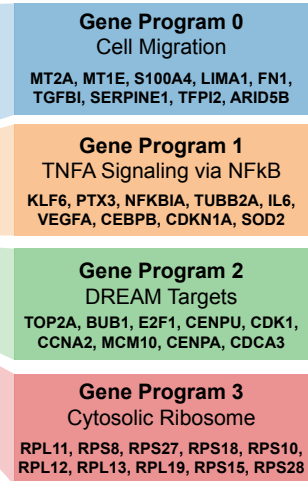 Gene Program 0
Cell Migration
MT2A, MT1E, S100A4, LIMA1, FN1,
TGFBI, SERPINE1, TFPI2, ARID5B
Gene Program 1
TNFA Signaling via NFkB
KLF6, PTX3, NFKBIA, TUBB2A, IL6,
VEGFA, CEBPB, CDKN1A, SOD2
Gene Program 2
DREAM Targets
TOP2A, BUB1, E2F1, CENPU, CDK1,
CCNA2, MCM10, CENPA, CDCA3
Gene Program 3
Cytosolic Ribosome
RPL11, RPS8, RPS27, RPS18, RPS10,
RPL12, RPL13, RPL19, RPS15, RPS28